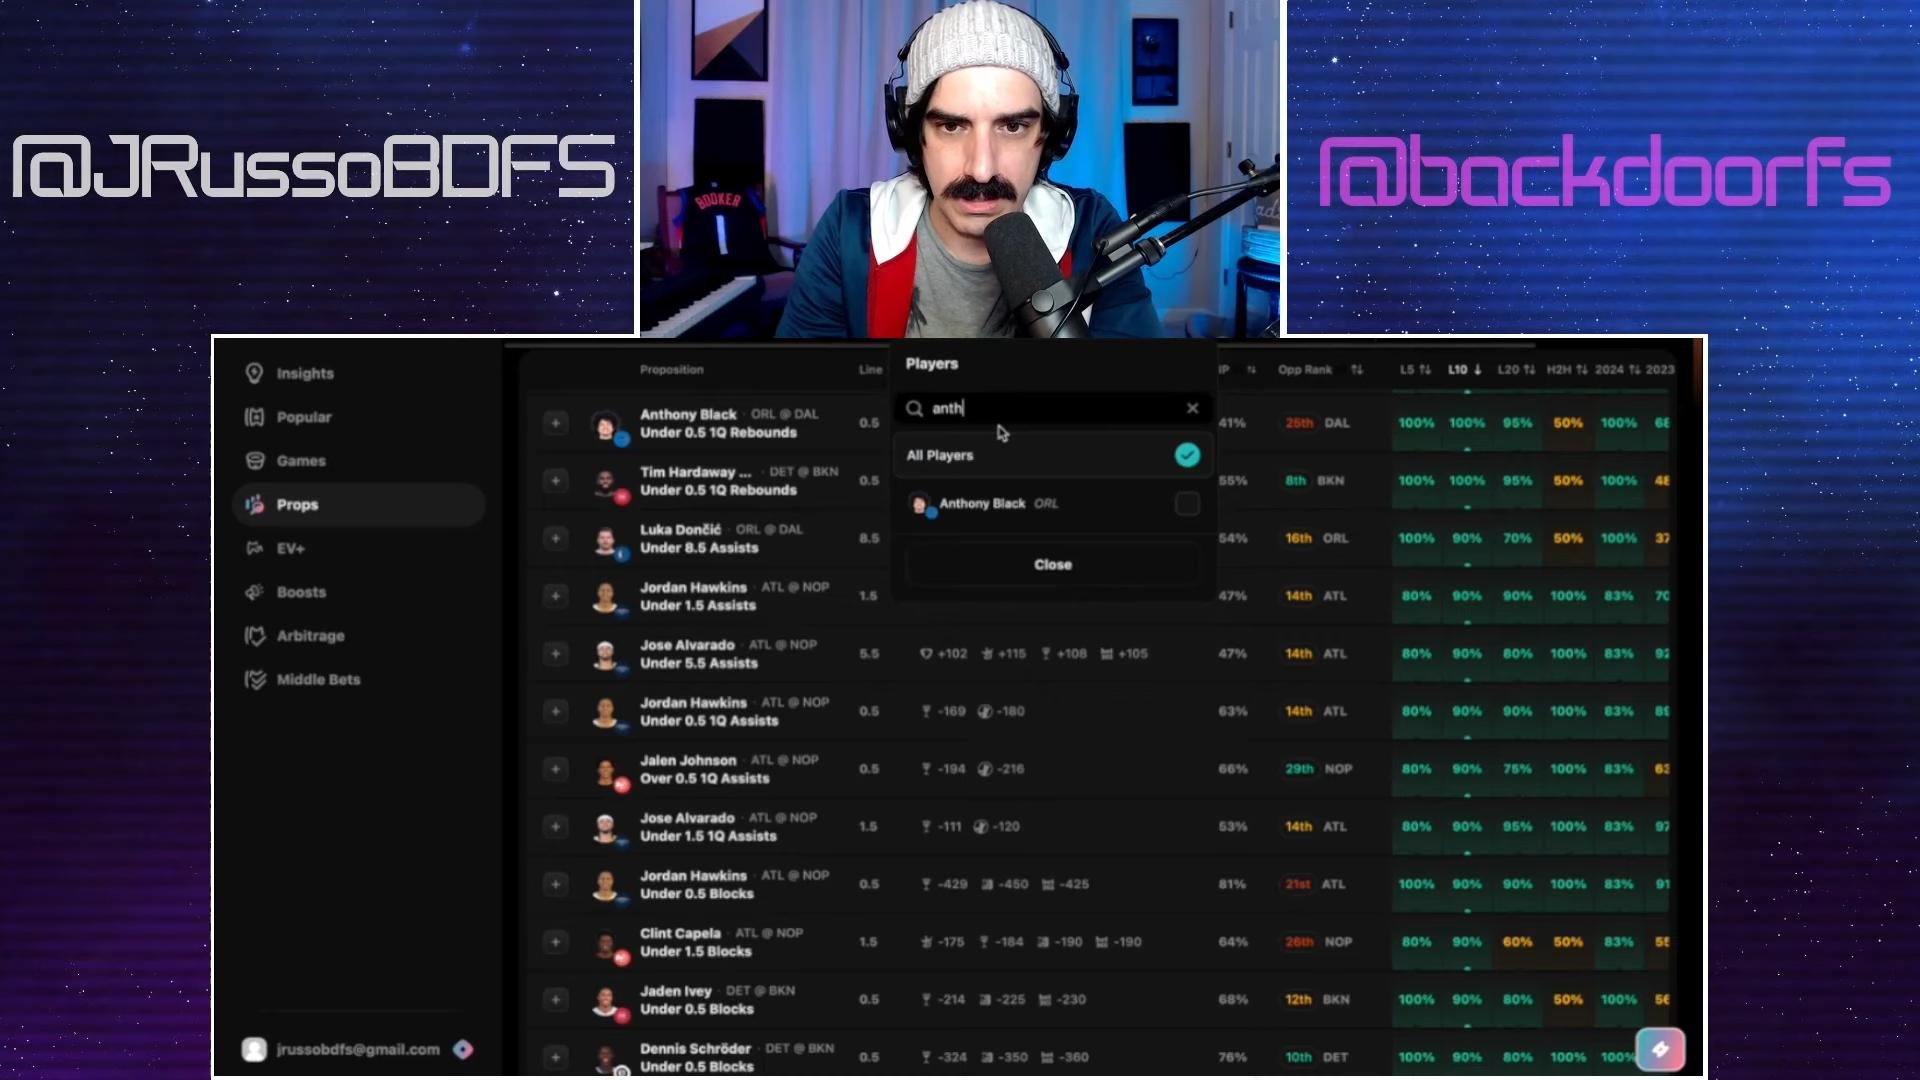 @JRussoBDFS
@backdoorfs
BOOKER
1
Insights
Popular
Games
Props
EV+
Boosts
Arbitrage
Middle Bets
jrussobdfs@gmail.com
Players
anth
All Players
Anthony Black ORL
Close
Proposition Line IP Opp Rank L5 L10 L20 H2H 2024 2023
Anthony Black · ORL @ DAL
Under 0.5 1Q Rebounds
0.5 41% 25th DAL 100% 100% 95% 50% 100%
Tim Hardaway ... · DET @ BKN
Under 0.5 1Q Rebounds
0.5 55% 8th BKN 100% 100% 95% 50% 100%
Luka Dončić · ORL @ DAL
Under 8.5 Assists
8.5 54% 16th ORL 100% 90% 70% 50% 100%
Jordan Hawkins · ATL @ NOP
Under 1.5 Assists
1.5 47% 14th ATL 80% 90% 90% 100% 83%
Jose Alvarado · ATL @ NOP
Under 5.5 Assists
5.5 +102 +115 +108 +105 47% 14th ATL 80% 90% 80% 100% 83%
Jordan Hawkins · ATL @ NOP
Under 0.5 1Q Assists
0.5 -169 -180 63% 14th ATL 80% 90% 90% 100% 83%
Jalen Johnson · ATL @ NOP
Over 0.5 1Q Assists
0.5 -194 -216 66% 29th NOP 80% 90% 75% 100% 83%
Jose Alvarado · ATL @ NOP
Under 1.5 1Q Assists
1.5 -111 -120 53% 14th ATL 80% 90% 95% 100% 83%
Jordan Hawkins · ATL @ NOP
Under 0.5 Blocks
0.5 -429 -450 -425 81% 21st ATL 100% 90% 90% 100% 83%
Clint Capela · ATL @ NOP
Under 1.5 Blocks
1.5 -175 -184 -190 -190 64% 26th NOP 80% 90% 60% 50% 83%
Jaden Ivey · DET @ BKN
Under 0.5 Blocks
0.5 -214 -225 -230 68% 12th BKN 100% 90% 80% 50% 100%
Dennis Schröder · DET @ BKN
Under 0.5 Blocks
0.5 -324 -350 -360 76% 10th DET 100% 90% 80% 100% 100%